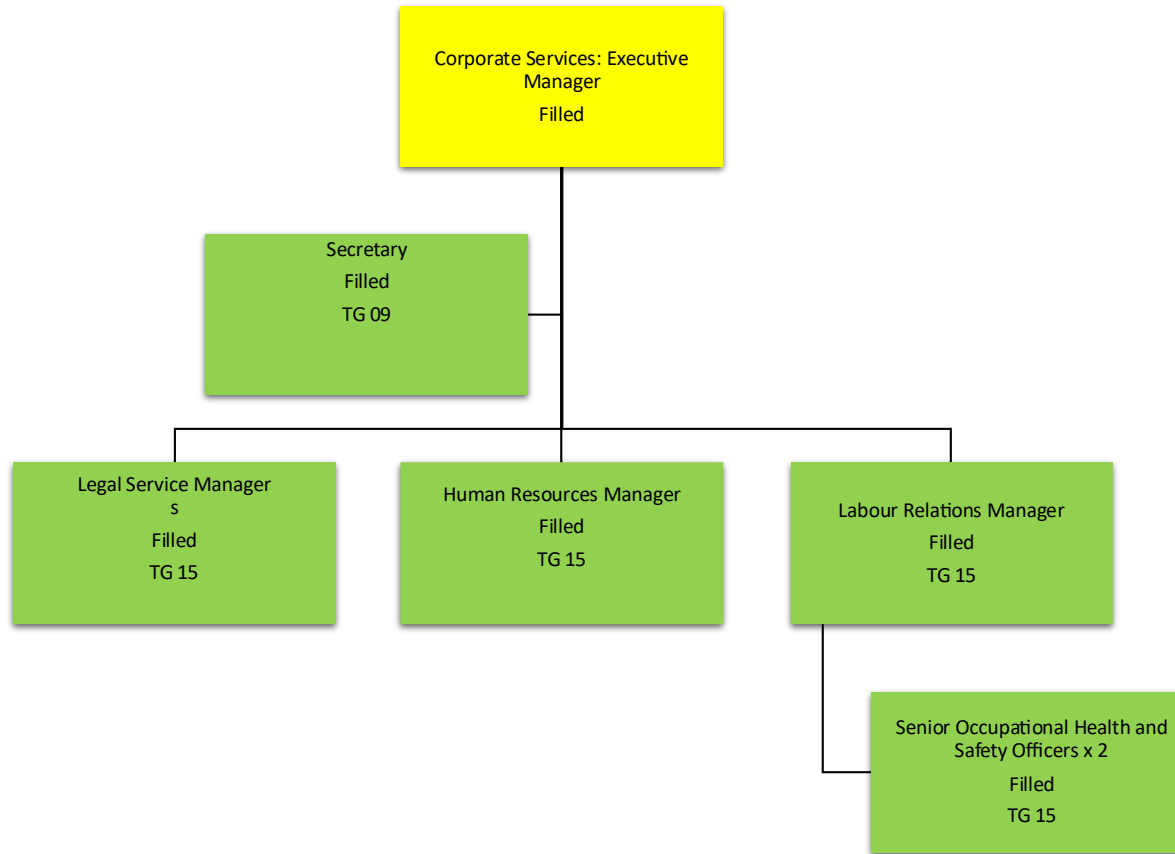 Corporate Services: Executive
Manager
Filled
Secretary
Filled
TG 09
Legal Service Manager
s
Filled
TG 15
Human Resources Manager
Filled
TG 15
Labour Relations Manager
Filled
TG 15
Senior Occupational Health and
Safety Officers x 2
Filled
TG 15